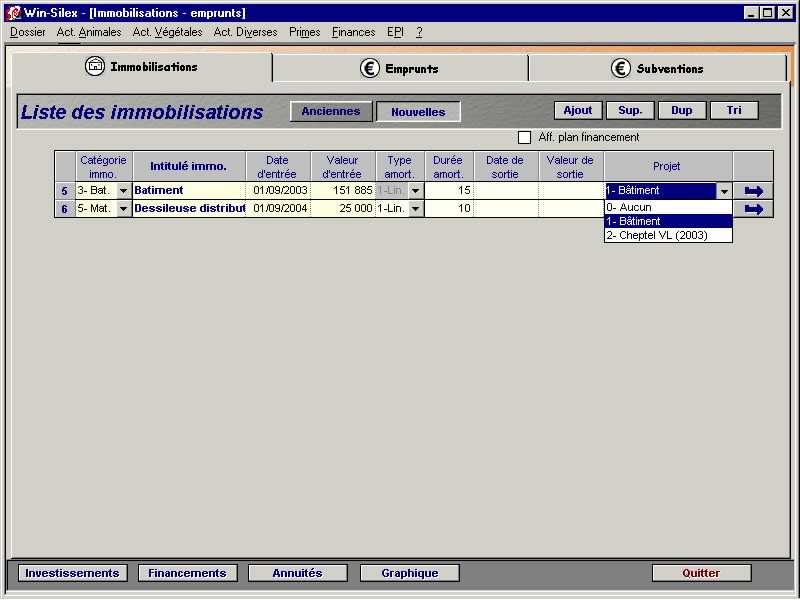 Win-Silex - [Immobilisations - emprunts]
Dossier Act. Animales Act. Végétales Act. Diverses Primes Finances EPI ?
Immobilisations Emprunts Subventions
Liste des immobilisations Anciennes Nouvelles Ajout Sup. Dup Tri
Aff. plan financement
Catégorie immo. Intitulé immo. Date d'entrée Valeur d'entrée Type amort. Durée amort. Date de sortie Valeur de sortie Projet
5 3- Bat. Batiment 01/09/2003 151 885 1-Lin. 15 1- Bâtiment
6 5- Mat. Dessileuse distribut 01/09/2004 25 000 1-Lin. 10
0- Aucun
1- Bâtiment
2- Cheptel VL (2003)
Investissements Financements Annuités Graphique Quitter